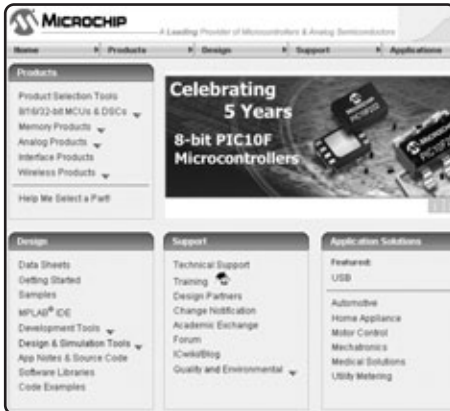 MICROCHIP
A Leading Provider of Microcontrollers & Analog Semiconductors
Home Products Design Support Applications
Products
Product Selection Tools
8/16/32-bit MCUs & DSCs
Memory Products
Analog Products
Interface Products
Wireless Products
Help Me Select a Part!
Celebrating
5 Years
8-bit PIC10F
Microcontrollers
MICROCHIP
Design
Data Sheets
Getting Started
Samples
MPLAB® IDE
Development Tools
Design & Simulation Tools
App Notes & Source Code
Software Libraries
Code Examples
Support
Technical Support
Training
Design Partners
Change Notification
Academic Exchange
Forum
ICwiki/Blog
Quality and Environmental
Application Solutions
Featured:
USB
Automotive
Home Appliance
Motor Control
Mechatronics
Medical Solutions
Utility Metering